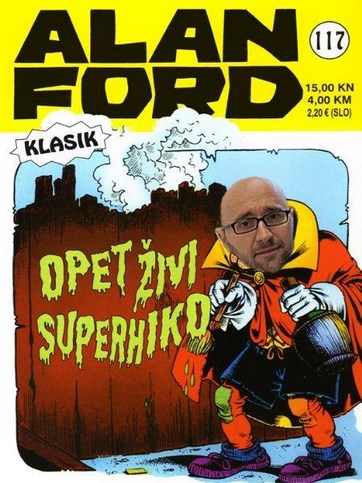 ALAN
FORD
117
15,00 KN
4,00 KM
2,20 € (SLO)
KLASIK
OPET ŽIVI
SUPERHIKO